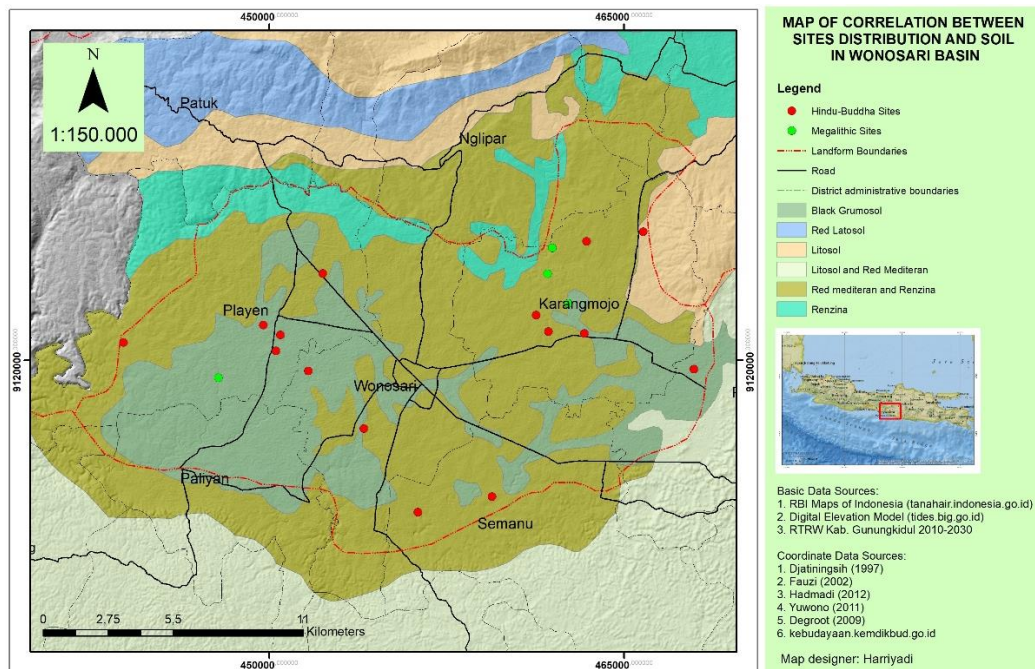 450000
465000
N
1:150.000
Patuk
Nglipar
Karangmojo
Playen
9120000
9120000
Wonosari
Paliyan
Semanu
0 2,75 5,5 11
Kilometers
450000
465000
MAP OF CORRELATION BETWEEN
SITES DISTRIBUTION AND SOIL
IN WONOSARI BASIN
Legend
Hindu-Buddha Sites
Megalithic Sites
Landform Boundaries
Road
District administrative boundaries
Black Grumosol
Red Latosol
Litosol
Litosol and Red Mediteran
Red mediteran and Renzina
Renzina
Basic Data Sources:
1. RBI Maps of Indonesia (tanahair.indonesia.go.id)
2. Digital Elevation Model (tides.big.go.id)
3. RTRW Kab. Gunungkidul 2010-2030
Coordinate Data Sources:
1. Djatiningsih (1997)
2. Fauzi (2002)
3. Hadmadi (2012)
4. Yuwono (2011)
5. Degroot (2009)
6. kebudayaan.kemdikbud.go.id
Map designer: Harriyadi